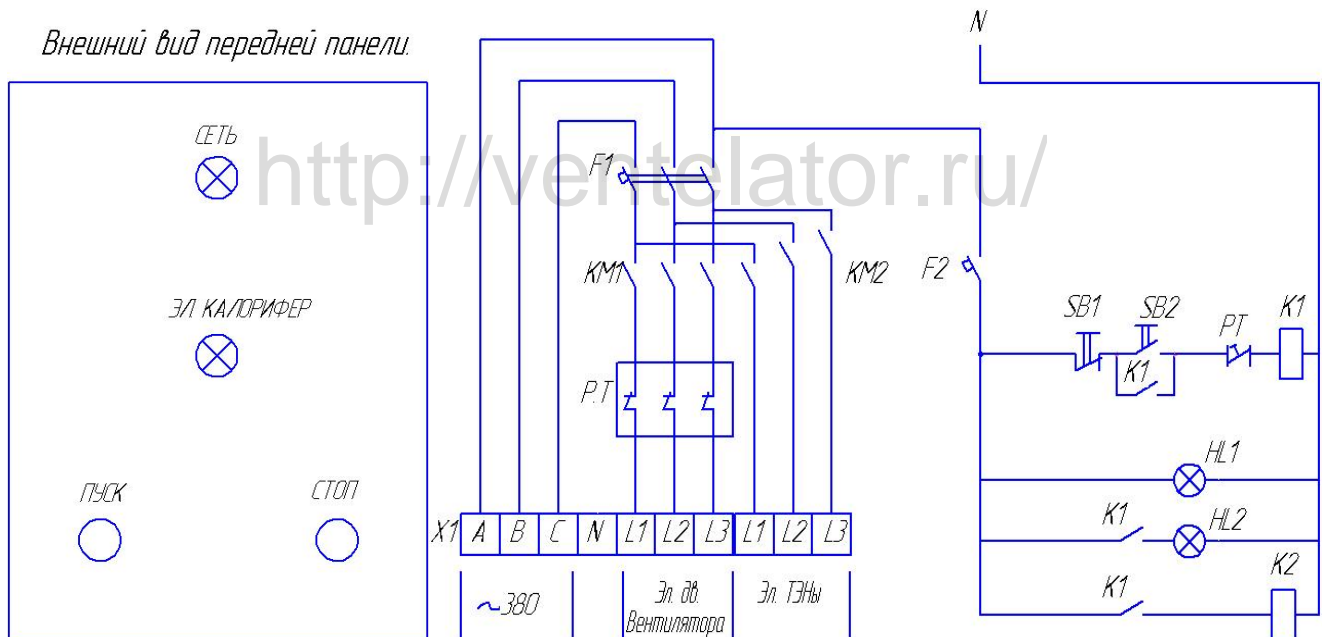 Внешний вид передней панели.
http://ventelator.ru/
СЕТЬ
ЭЛ КАЛОРИФЕР
ПУСК
СТОП
F1
KM1
KM2
Р.Т
X1 A B C N L1 L2 L3 L1 L2 L3
~380
Эл. дв.
Вентилятора
Эл. ТЭНы
N
F2
SB1
SB2
РТ
K1
K1
HL1
K1
HL2
K1
K2